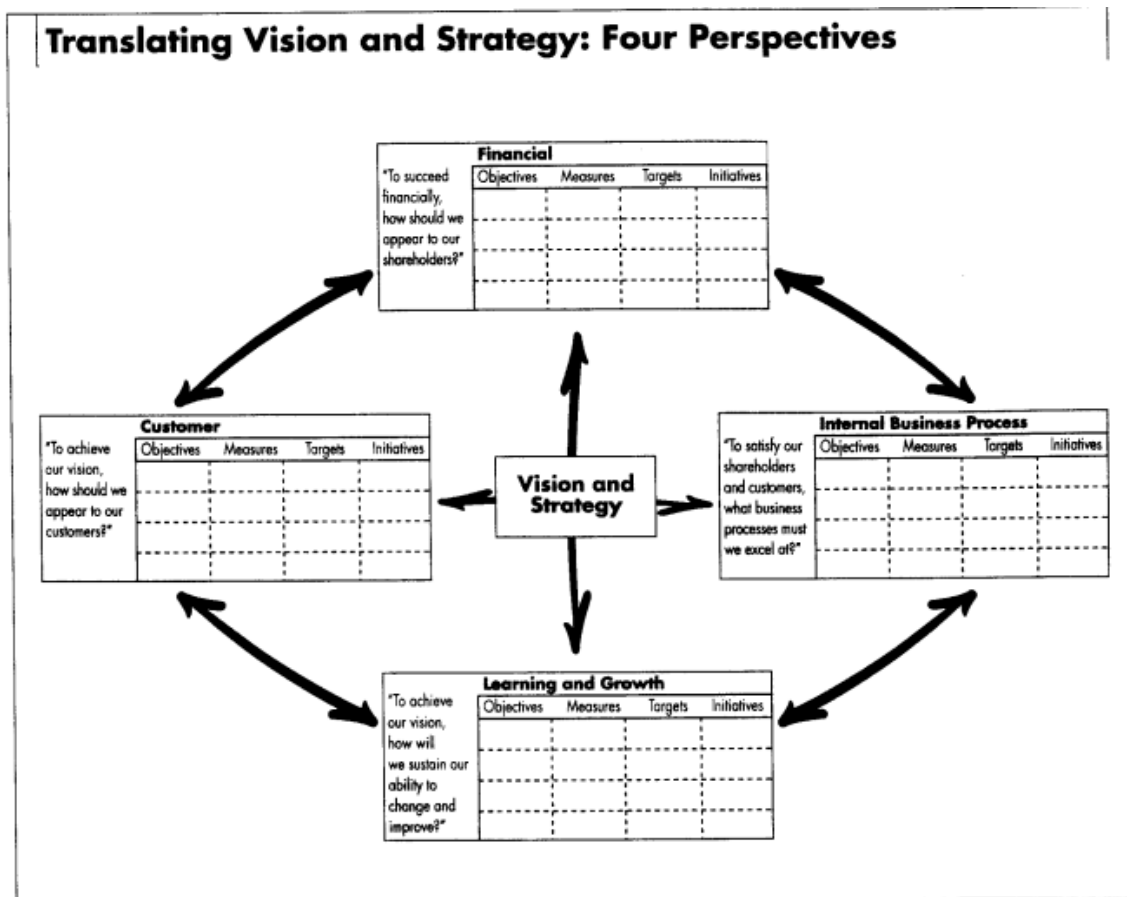 Translating Vision and Strategy: Four Perspectives
Financial
"To succeed
financially,
how should we
appear to our
shareholders?"
Objectives Measures Targets Initiatives
Customer
"To achieve
our vision,
how should we
appear to our
customers?"
Objectives Measures Targets Initiatives
Vision and
Strategy
Internal Business Process
"To satisfy our
shareholders
and customers,
what business
processes must
we excel at?"
Objectives Measures Targets Initiatives
Learning and Growth
"To achieve
our vision,
how will
we sustain our
ability to
change and
improve?"
Objectives Measures Targets Initiatives